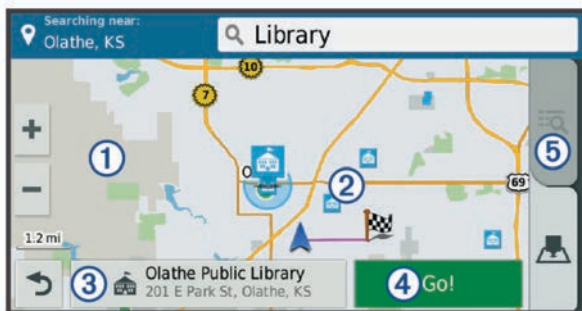 Searching near:
Olathe, KS
Library
10
7
1
5
O
2
69
1.2 mi
3
Olathe Public Library
201 E Park St, Olathe, KS
4
Go!